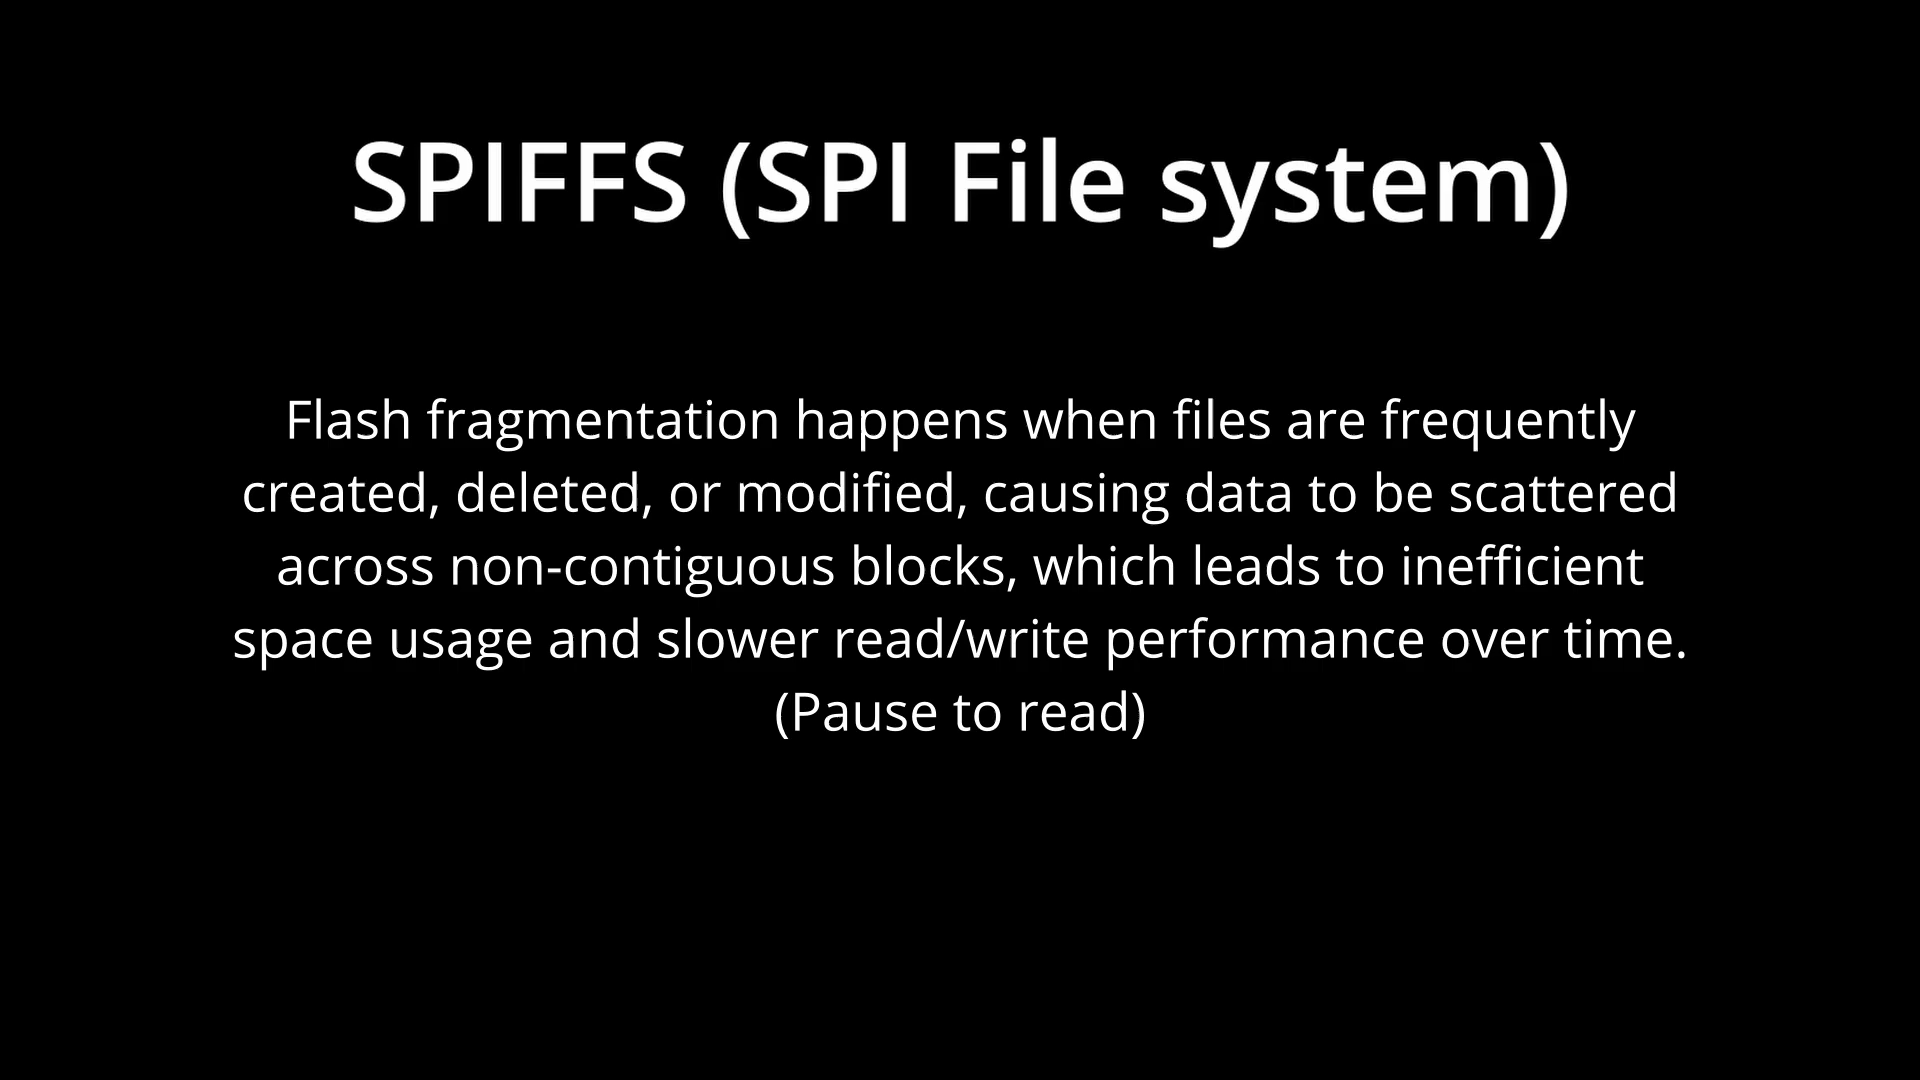 SPIFFS (SPI File system)
Flash fragmentation happens when files are frequently
created, deleted, or modified, causing data to be scattered
across non-contiguous blocks, which leads to inefficient
space usage and slower read/write performance over time.
(Pause to read)